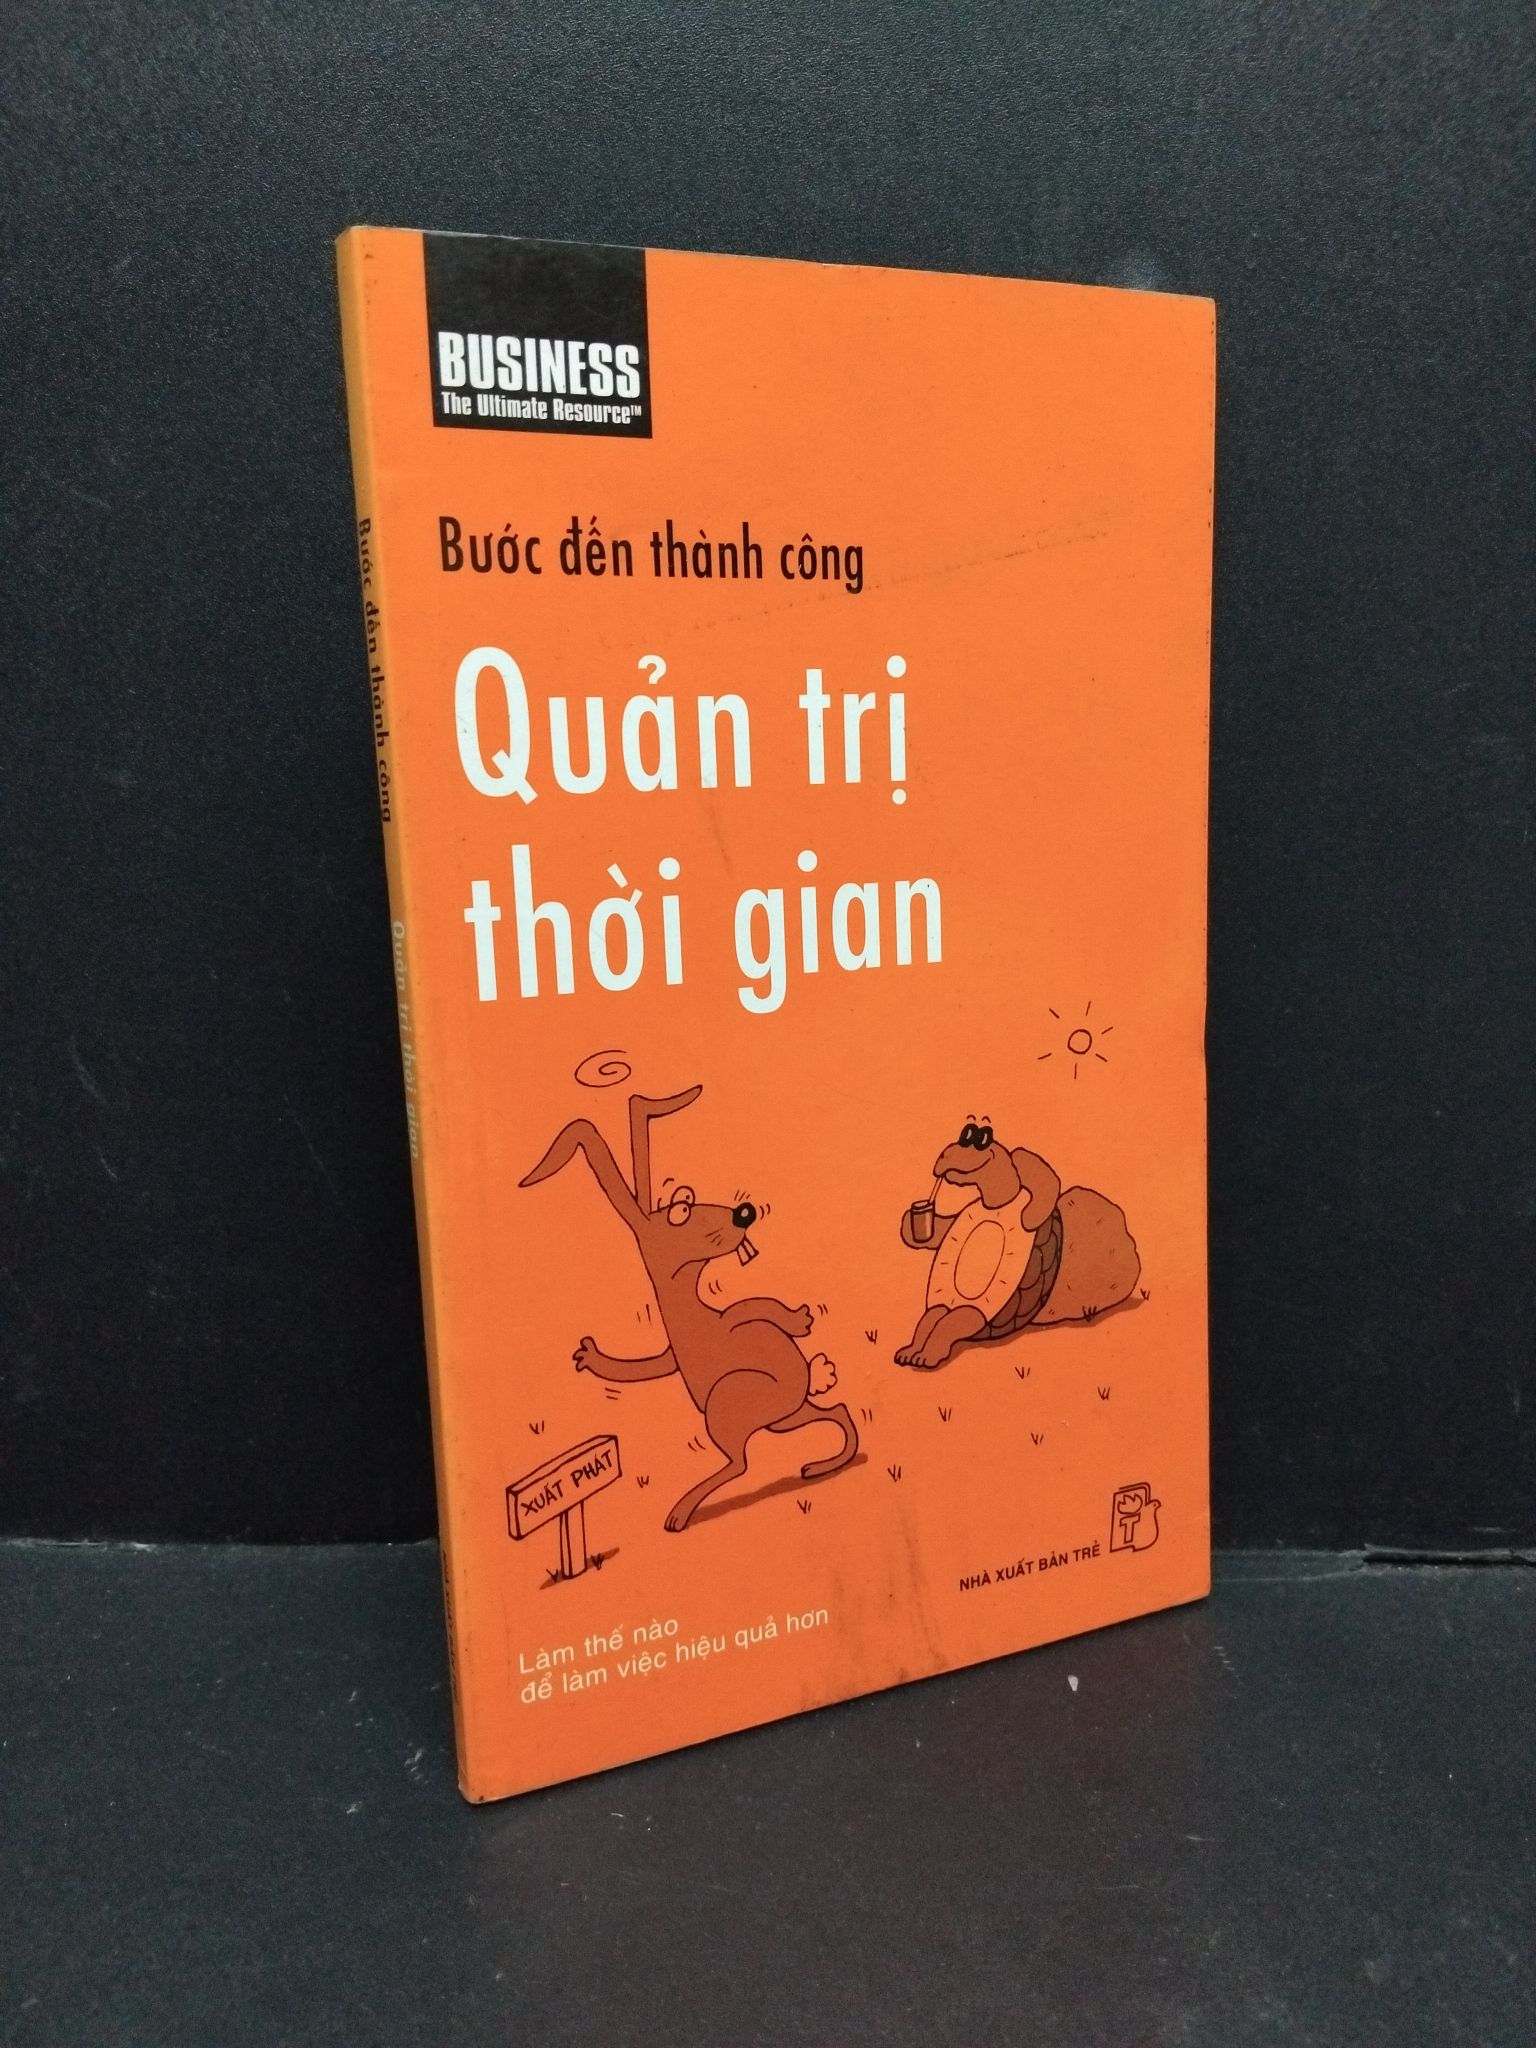 BUSINESS
The Ultimate Resource™
Bước đến thành công
Quản trị
thời gian
XUẤT PHÁT
NHÀ XUẤT BẢN TRẺ
T
Làm thế nào
để làm việc hiệu quả hơn
Bước đến thành công
Quản trị thời gian